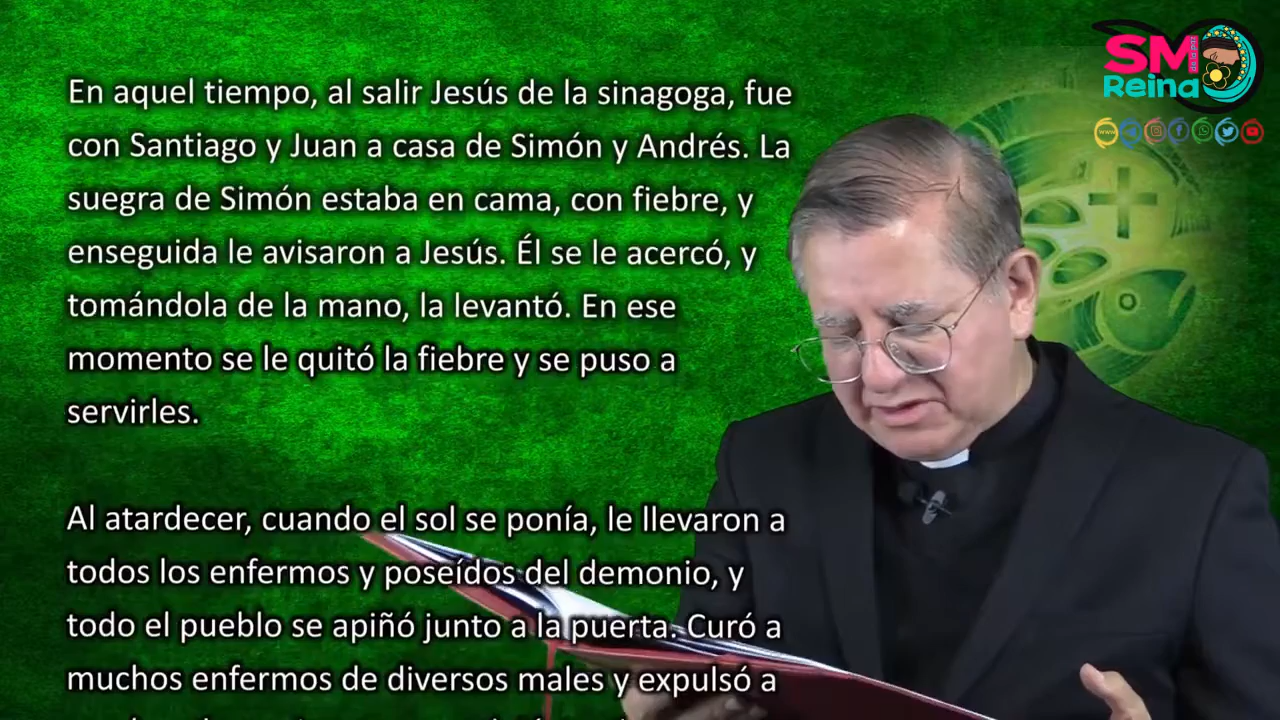 SM
de la paz
Reina
www
En aquel tiempo, al salir Jesús de la sinagoga, fue
con Santiago y Juan a casa de Simón y Andrés. La
suegra de Simón estaba en cama, con fiebre, y
enseguida le avisaron a Jesús. Él se le acercó, y
tomándola de la mano, la levantó. En ese
momento se le quitó la fiebre y se puso a
servirles.
Al atardecer, cuando el sol se ponía, le llevaron a
todos los enfermos y poseídos del demonio, y
todo el pueblo se apiñó junto a la puerta. Curó a
muchos enfermos de diversos males y expulsó a